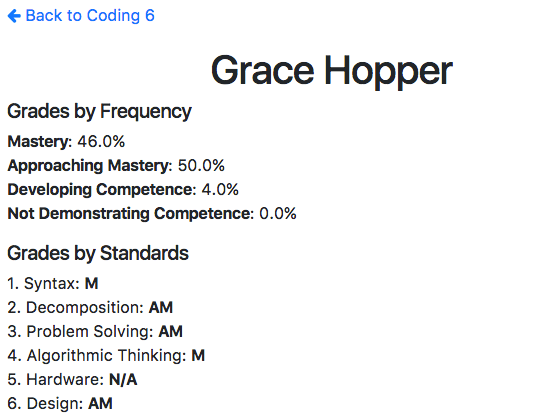 Back to Coding 6
Grace Hopper
Grades by Frequency
Mastery: 46.0%
Approaching Mastery: 50.0%
Developing Competence: 4.0%
Not Demonstrating Competence: 0.0%
Grades by Standards
1. Syntax: M
2. Decomposition: AM
3. Problem Solving: AM
4. Algorithmic Thinking: M
5. Hardware: N/A
6. Design: AM